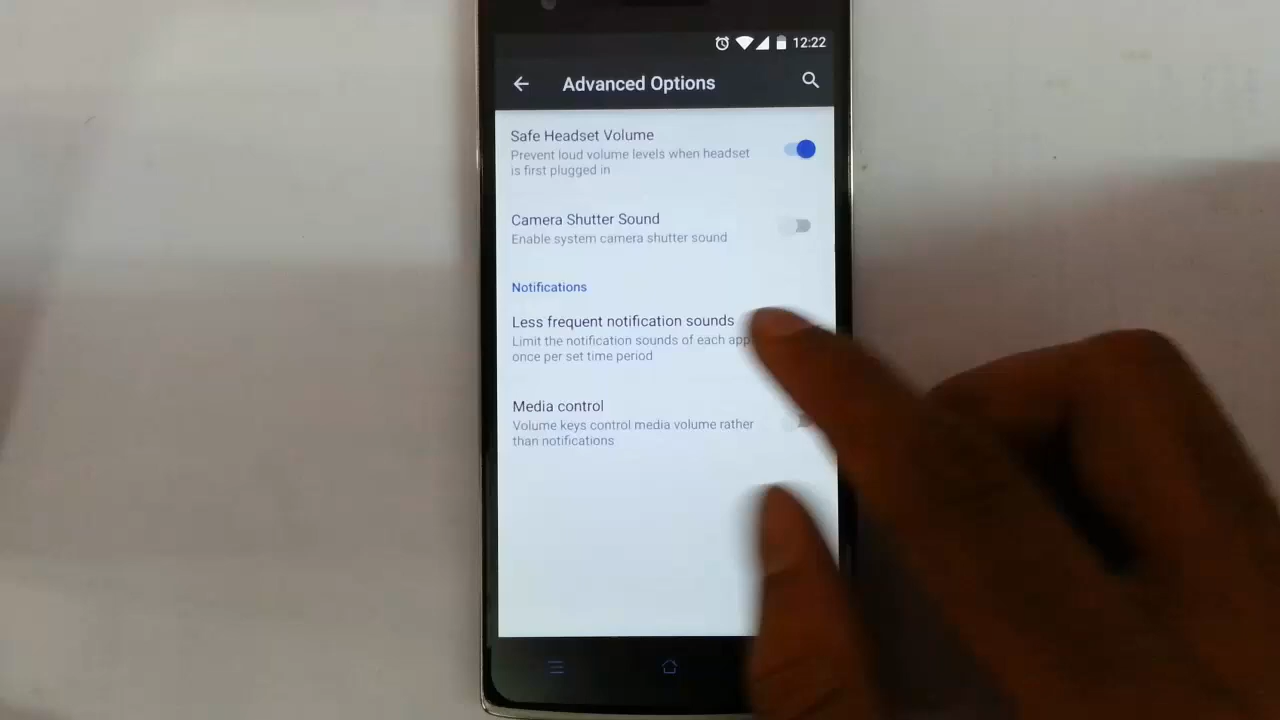 12:22
Advanced Options
Safe Headset Volume
Prevent loud volume levels when headset
is first plugged in
Camera Shutter Sound
Enable system camera shutter sound
Notifications
Less frequent notification sounds
Limit the notification sounds of each app
once per set time period
Media control
Volume keys control media volume rather
than notifications